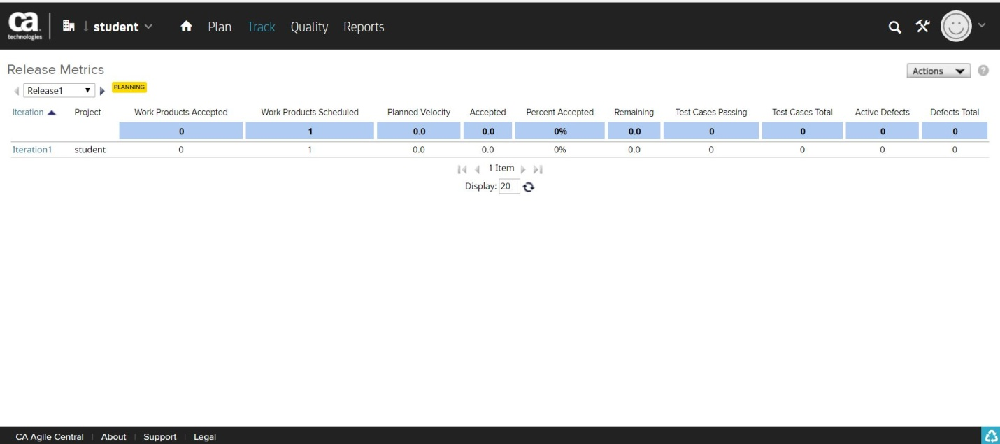 ca technologies student Plan Track Quality Reports
Release Metrics Actions ?
Release1 PLANNING
Iteration Project Work Products Accepted Work Products Scheduled Planned Velocity Accepted Percent Accepted Remaining Test Cases Passing Test Cases Total Active Defects Defects Total
0 1 0.0 0.0 0% 0.0 0 0 0 0
Iteration1 student 0 1 0.0 0.0 0% 0.0 0 0 0 0
1 Item
Display: 20
CA Agile Central | About | Support | Legal